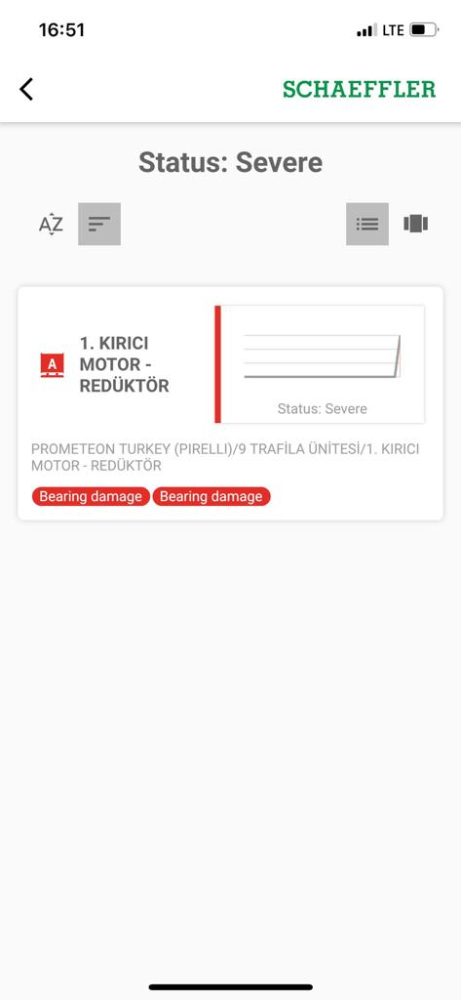 16:51
LTE
SCHAEFFLER
Status: Severe
AZ
A
1. KIRICI
MOTOR -
REDÜKTÖR
Status: Severe
PROMETEON TURKEY (PIRELLI)/9 TRAFİLA ÜNİTESİ/1. KIRICI
MOTOR - REDÜKTÖR
Bearing damage Bearing damage